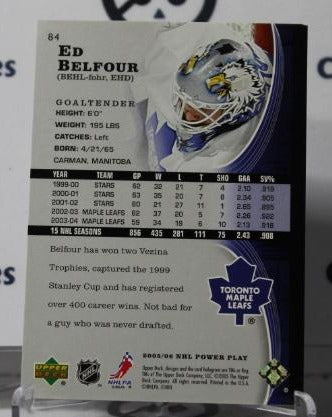 84
ED
BELFOUR
(BEHL-fohr, EHD)
GOALTENDER
HEIGHT: 6'0"
WEIGHT: 195 LBS
CATCHES: Left
BORN: 4/21/65
CARMAN, MANITOBA
YEAR TEAM GP W L T SHO GAA SV%
1999-00 STARS 62 32 21 7 4 2.10 .919
2000-01 STARS 63 35 20 7 8 2.34 .905
2001-02 STARS 60 21 27 11 1 2.65 .895
2002-03 MAPLE LEAFS 62 37 20 5 7 2.26 .922
2003-04 MAPLE LEAFS 59 34 19 6 10 2.13 .918
15 NHL SEASONS 856 435 281 111 75 2.43 .908
Belfour has won two Vezina
Trophies, captured the 1999
Stanley Cup and has registered
over 400 career wins. Not bad for
a guy who was never drafted.
TORONTO
MAPLE
LEAFS
2005/06 NHL POWER PLAY
UPPER
DECK
NHL
NHLPA